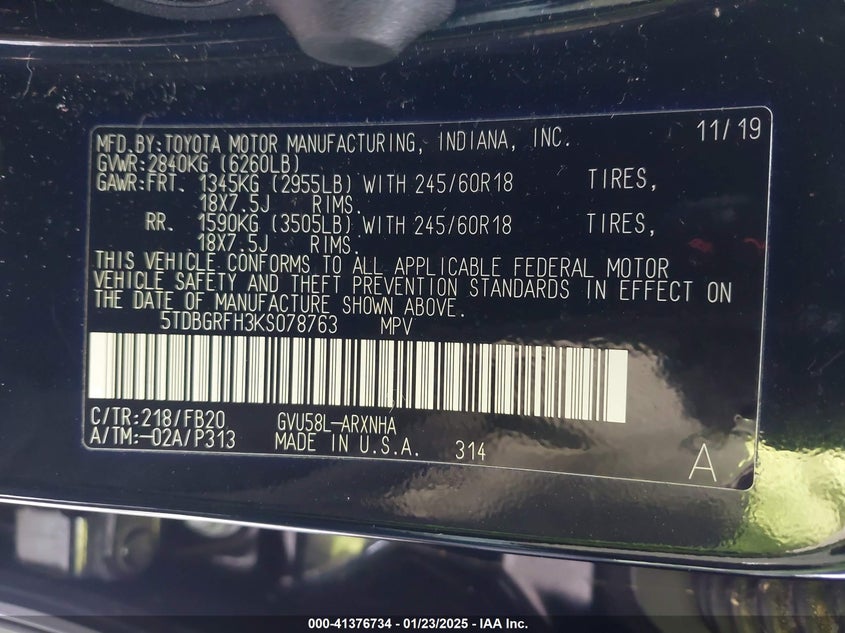 MFD.BY:TOYOTA MOTOR MANUFACTURING, INDIANA, INC. 11/19
GVWR:2840KG (6260LB)
GAWR:FRT. 1345KG (2955LB) WITH 245/60R18 TIRES,
18X7.5J RIMS.
RR. 1590KG (3505LB) WITH 245/60R18 TIRES,
18X7.5J RIMS.
THIS VEHICLE CONFORMS TO ALL APPLICABLE FEDERAL MOTOR
VEHICLE SAFETY AND THEFT PREVENTION STANDARDS IN EFFECT ON
THE DATE OF MANUFACTURE SHOWN ABOVE.
5TDBGRFH3KS078763 MPV
C/TR:218/FB20 GVU58L-ARXNHA
A/TM:-02A/P313 MADE IN U.S.A. 314
A
000-41376734 — 01/23/2025 — IAA Inc.